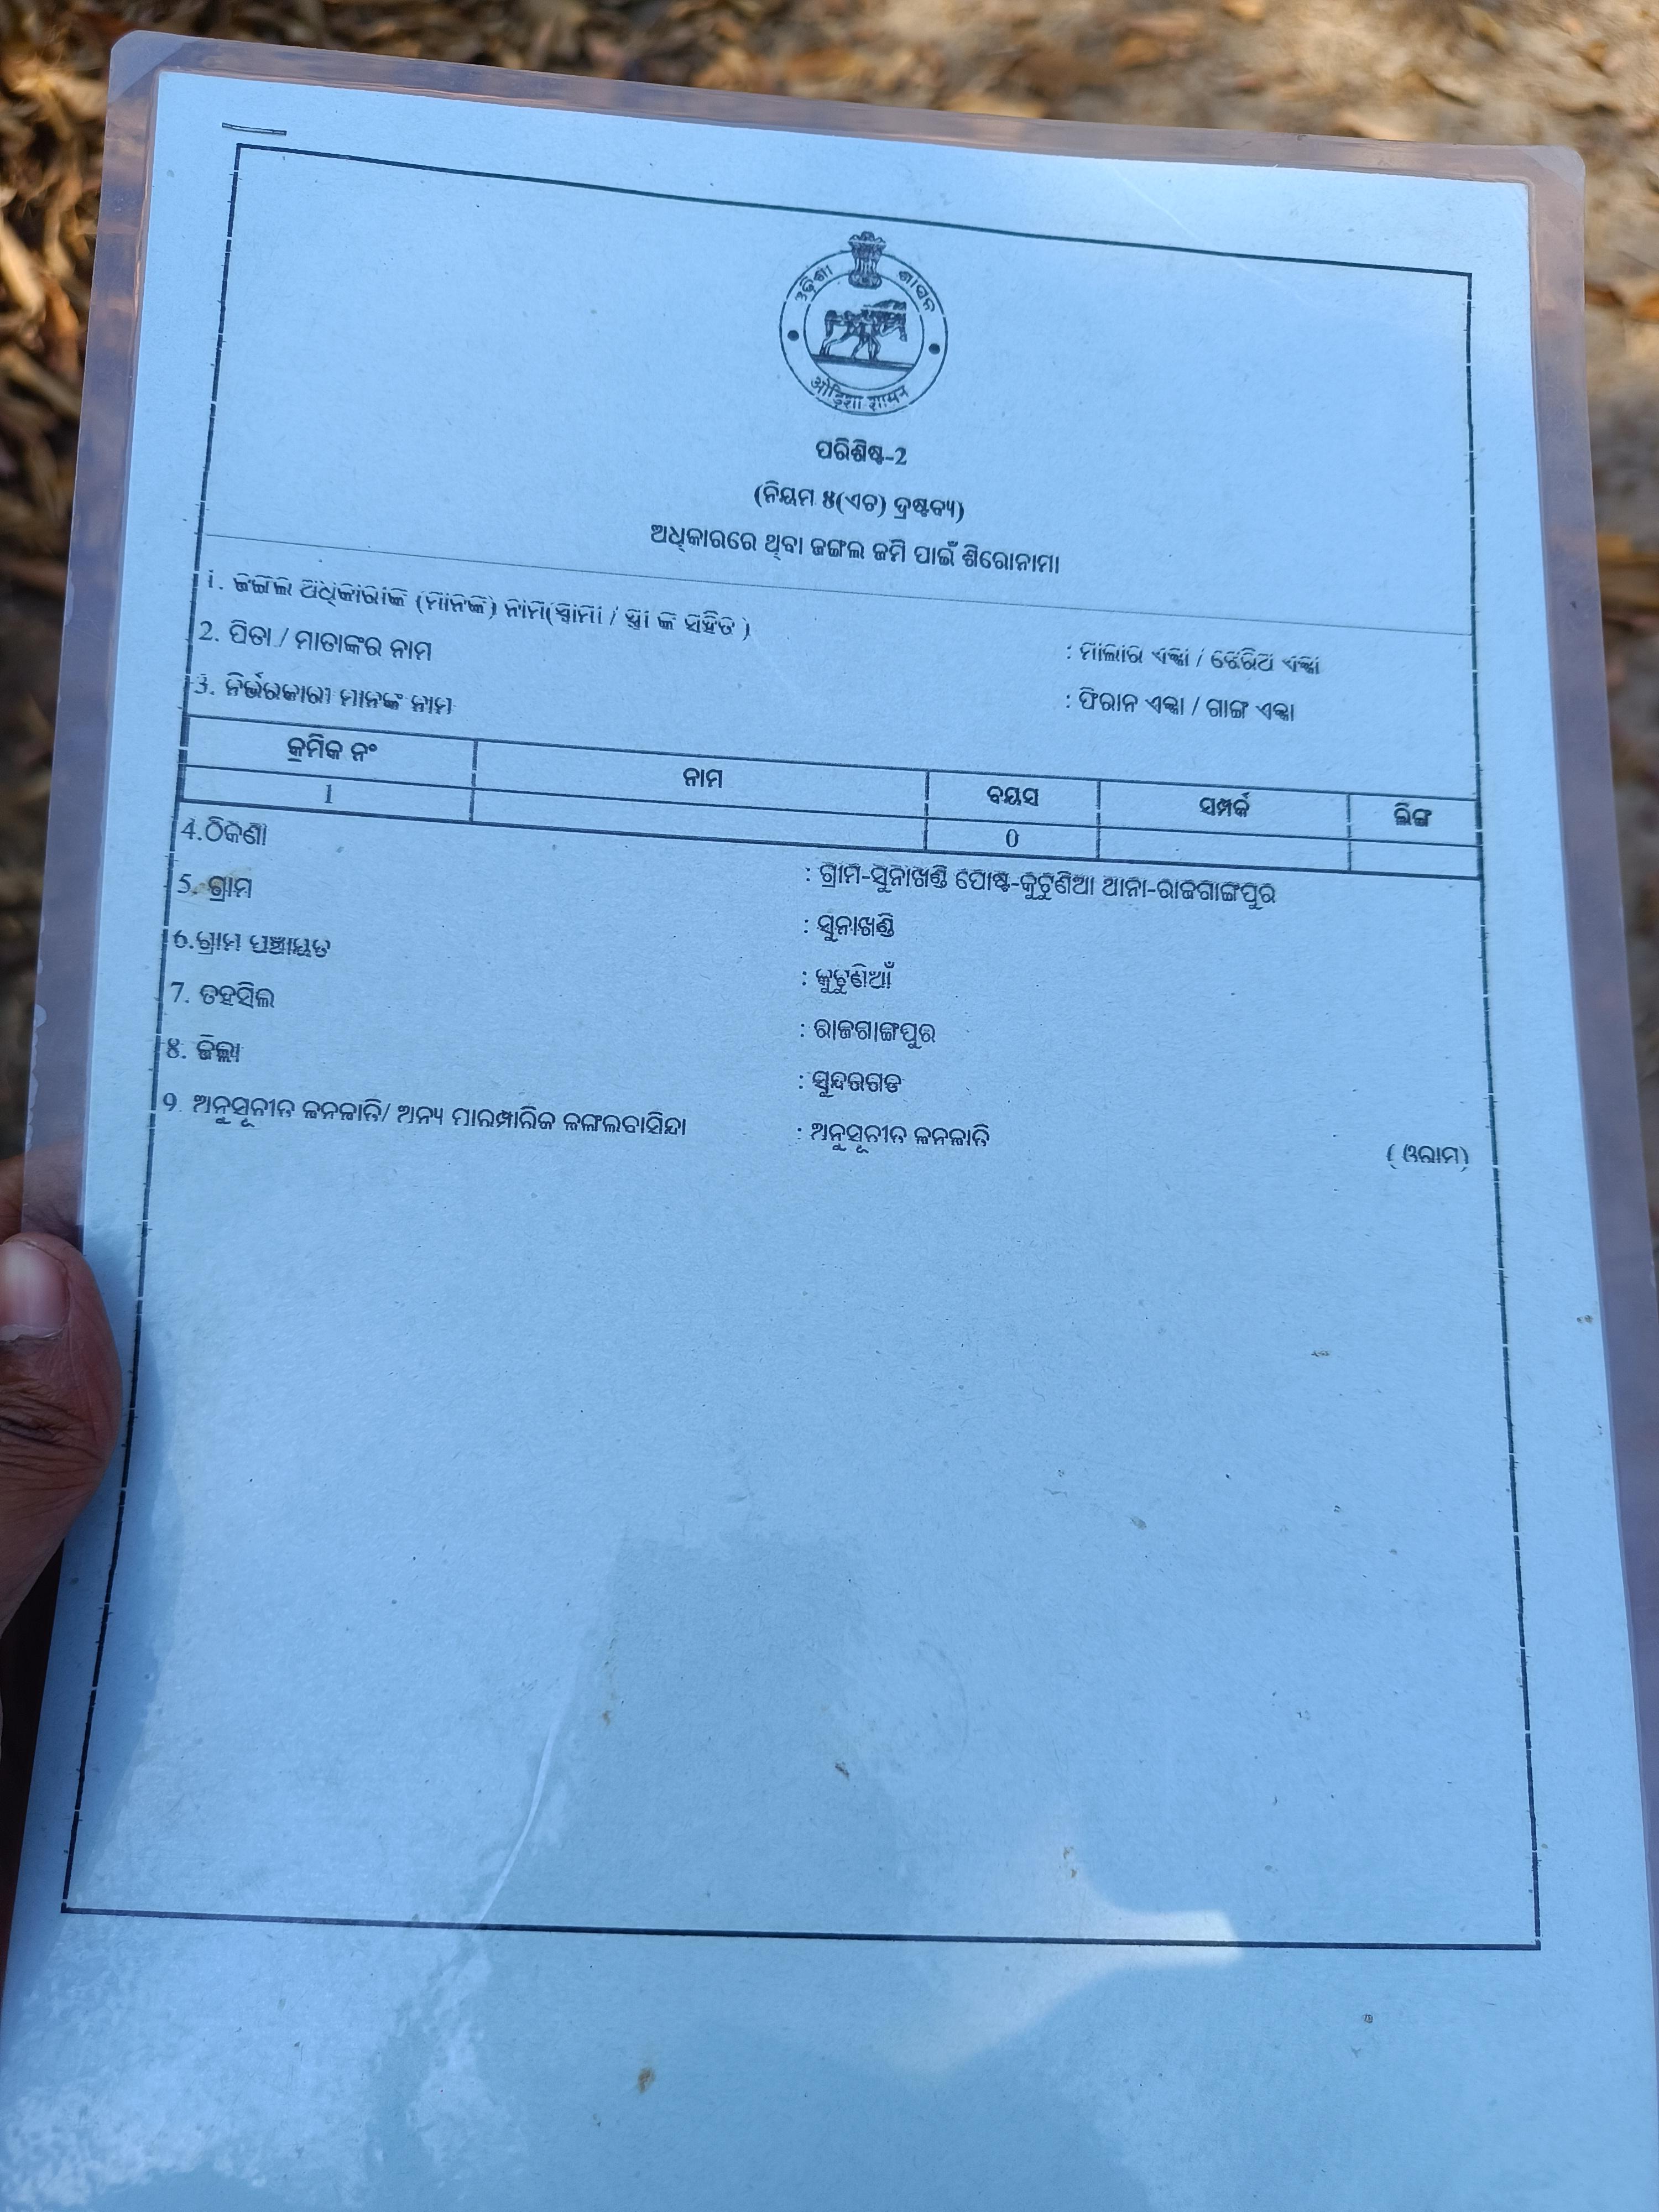 ଓଡ଼ିଶା ଶାସନ
ओड़िशा शासन
ପରିଶିଷ୍ଟ-2
(ନିୟମ ୫(ଏଚ) ଦ୍ରଷ୍ଟବ୍ୟ)
ଅଧିକାରରେ ଥିବା ଜଙ୍ଗଲ ଜମି ପାଇଁ ଶିରୋନାମା
1. ଜଙ୍ଗଲ ଅଧିକାରୀଙ୍କ (ମାନଙ୍କ) ନାମ(ସ୍ବାମୀ / ସ୍ତ୍ରୀ ଙ୍କ ସହିତ ) : ମାଲାରି ଏକ୍କା / ଏକ୍କା
2. ପିତା / ମାତାଙ୍କର ନାମ : ଫିରାନ ଏକ୍କା / ଗାଙ୍ଗ ଏକ୍କା
3. ନିର୍ଭରକାରୀ ମାନଙ୍କ ନାମ
କ୍ରମିକ ନଂ ନାମ ବୟସ ସମ୍ପର୍କ ଲିଙ୍ଗ
1 0
4.ଠିକଣା : ଗ୍ରାମ-ସୁନାଖଣ୍ଡି ପୋଷ୍ଟ-କୁଟୁଣିଆ ଥାନା-ରାଜଗାଙ୍ଗପୁର
5. ଗ୍ରାମ : ସୁନାଖଣ୍ଡି
6.ଗ୍ରାମ ପଞ୍ଚାୟତ : କୁଟୁଣିଆଁ
7. ତହସିଲ : ରାଜଗାଙ୍ଗପୁର
8. ଜିଲ୍ଲା : ସୁନ୍ଦରଗଡ
9. ଅନୁସୂଚୀତ ଜନଜାତି/ ଅନ୍ୟ ପାରମ୍ପାରିକ ଜଙ୍ଗଲବାସିନ୍ଦା : ଅନୁସୂଚୀତ ଜନଜାତି ( ଓରାମ)